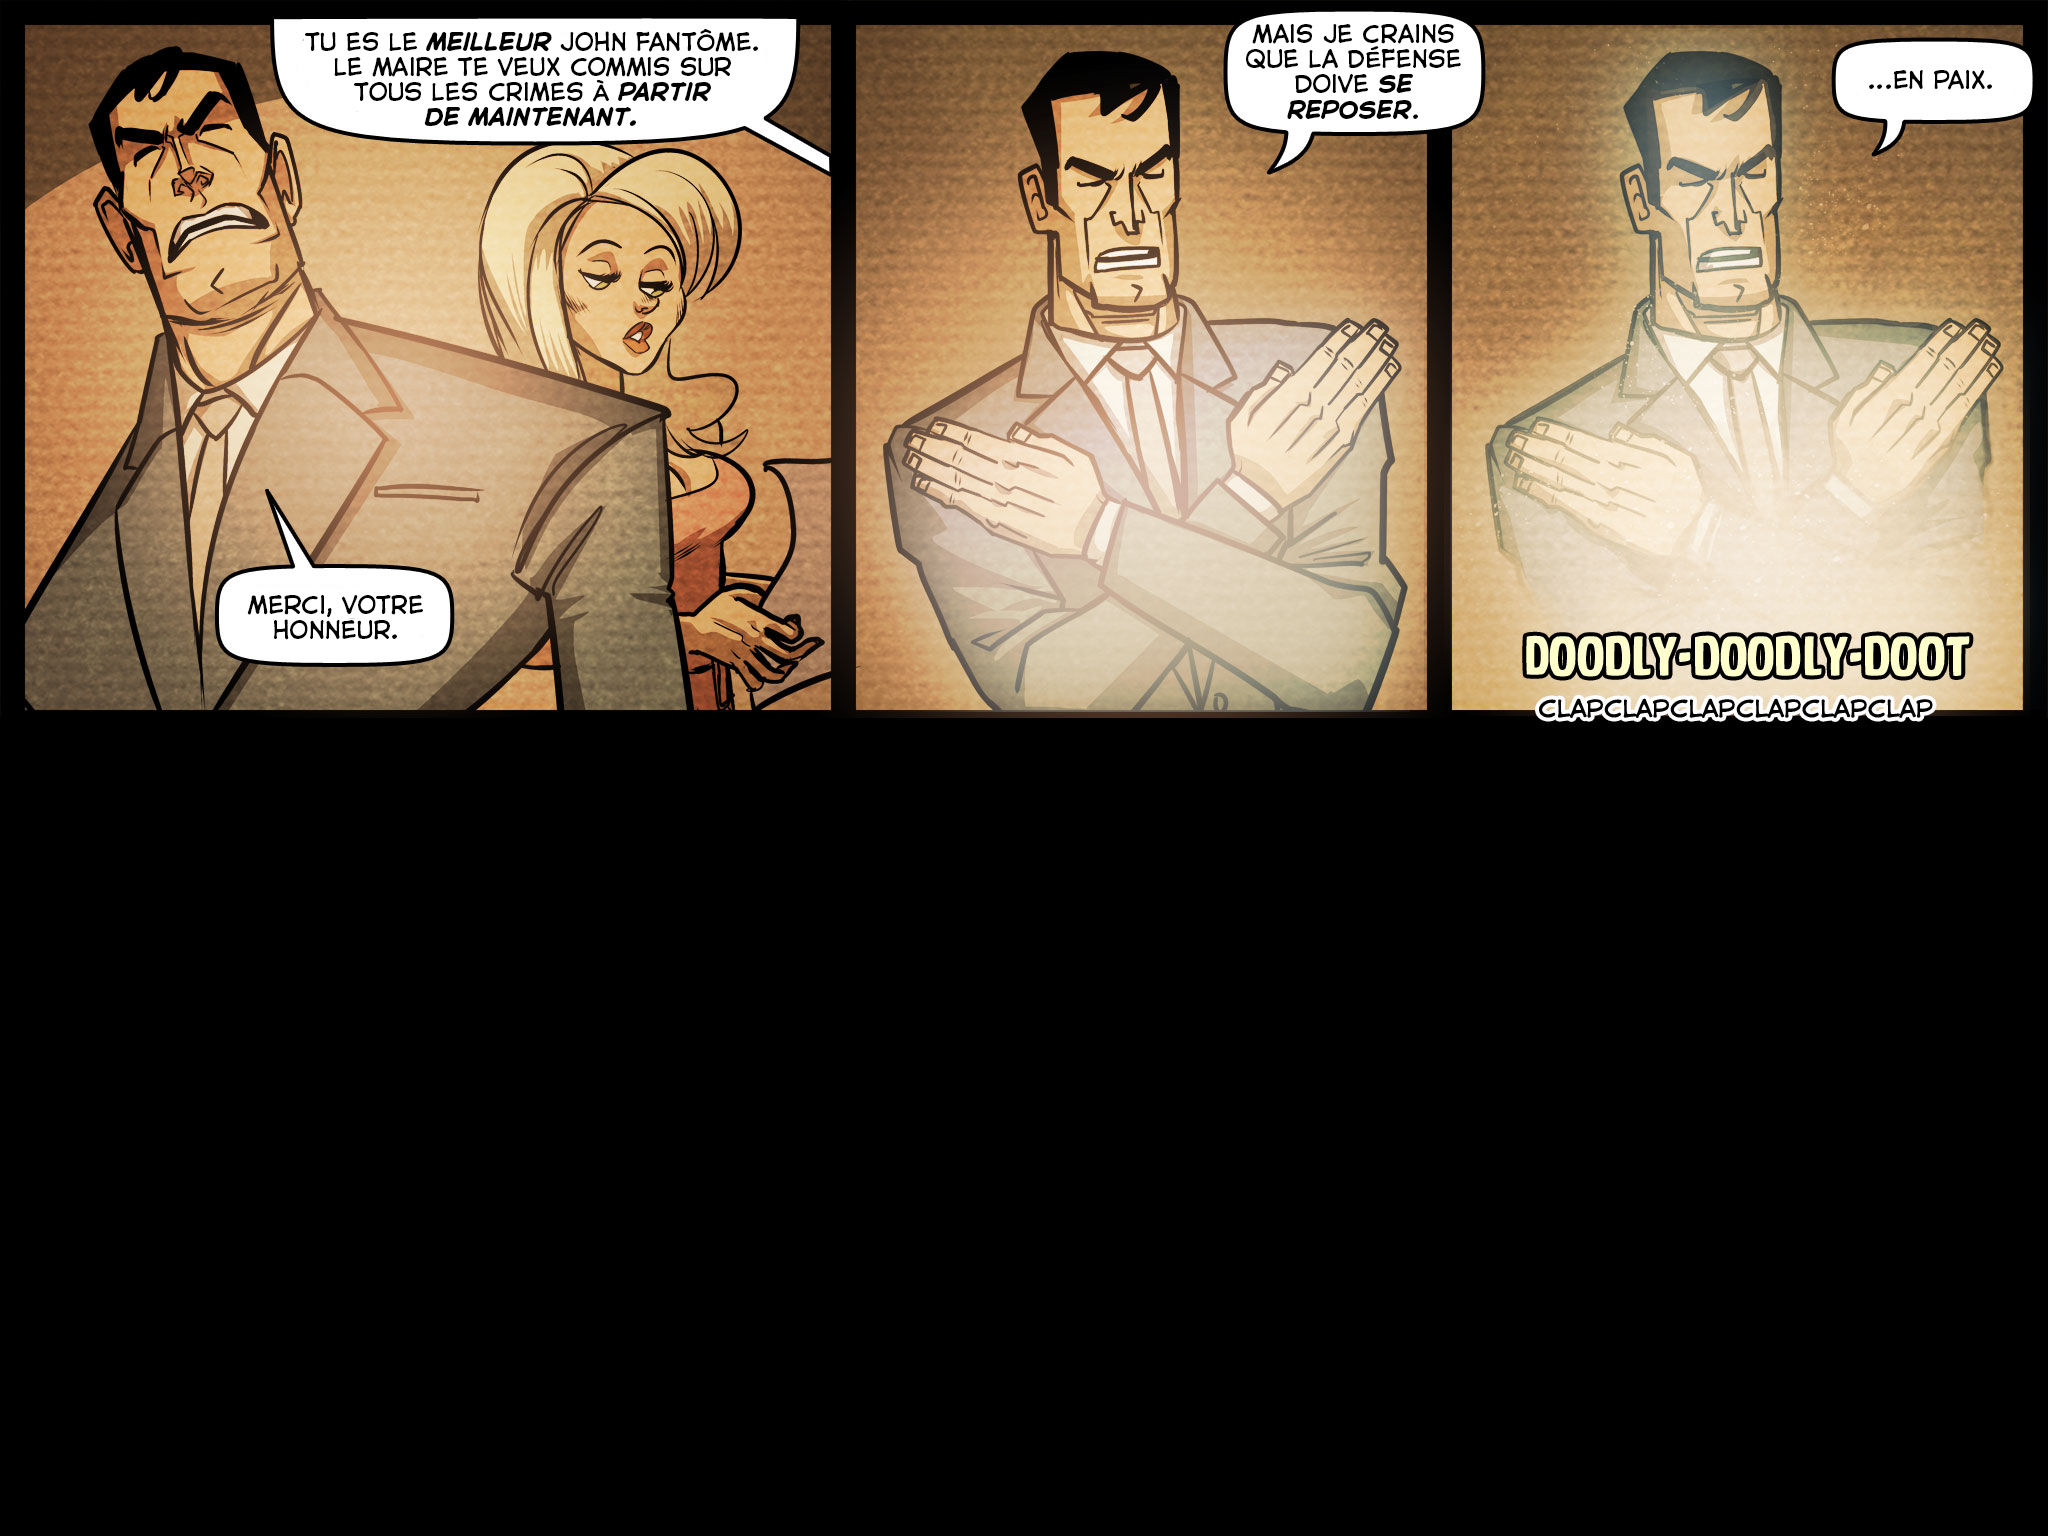 TU ES LE MEILLEUR JOHN FANTÔME.
LE MAIRE TE VEUX COMMIS SUR
TOUS LES CRIMES À PARTIR
DE MAINTENANT.
MERCI, VOTRE
HONNEUR.
MAIS JE CRAINS
QUE LA DÉFENSE
DOIVE SE
REPOSER.
...EN PAIX.
DOODLY-DOODLY-DOOT
CLAPCLAPCLAPCLAPCLAPCLAP